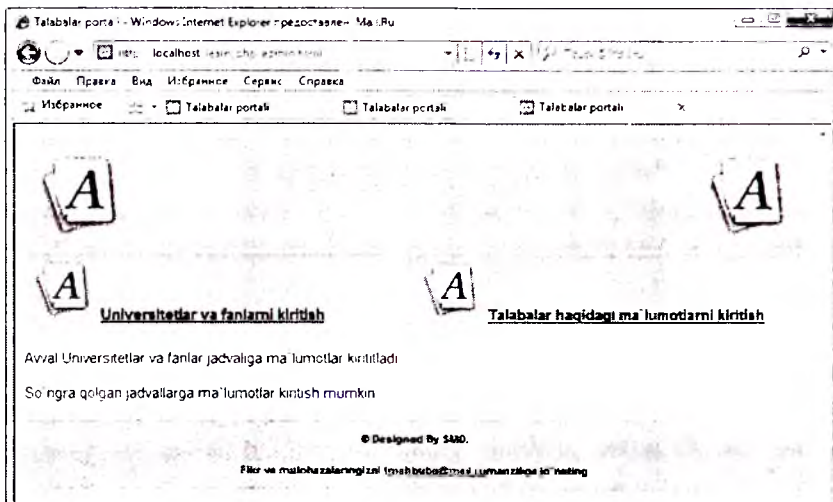 Talabalar portali - Windows Internet Explorer предоставлен Mail.Ru
http: localhost
Файл Правка Вид Избранное Сервис Справка
Избранное Talabalar portali Talabalar portali Talabalar portali
A A
A Universitetlar va fanlarni kiritish A Talabalar haqidagi ma`lumotlarni kiritish
Avval Universitetlar va fanlar jadvaliga ma`lumotlar kirititladi
So`ngra qolgan jadvallarga ma`lumotlar kiritish mumkin
© Designed By SMD.
Fikr va mulohazalaringizni